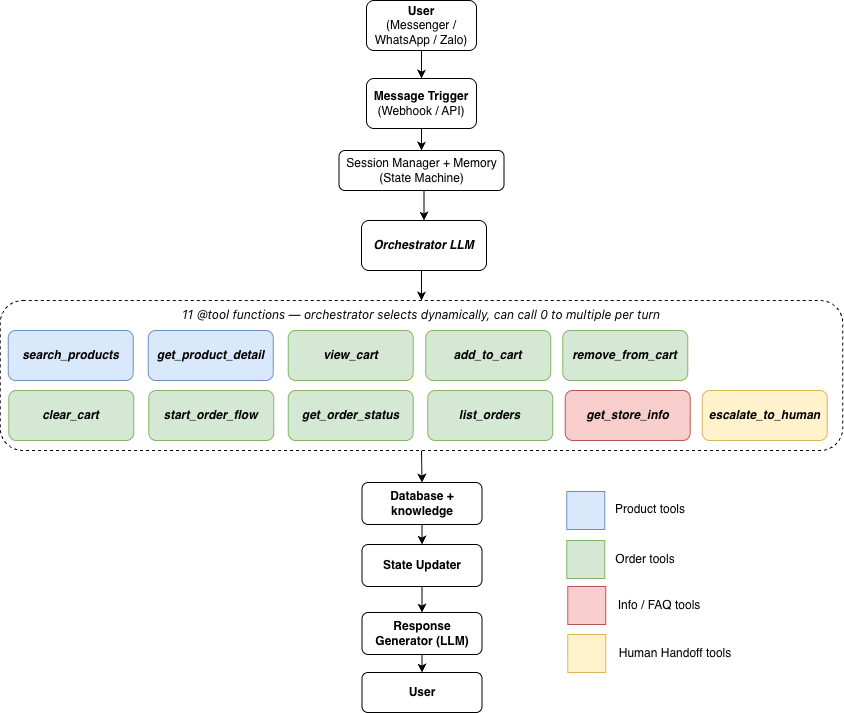 User
(Messenger /
WhatsApp / Zalo)
Message Trigger
(Webhook / API)
Session Manager + Memory
(State Machine)
Orchestrator LLM
11 @tool functions — orchestrator selects dynamically, can call 0 to multiple per turn
search_products
get_product_detail
view_cart
add_to_cart
remove_from_cart
clear_cart
start_order_flow
get_order_status
list_orders
get_store_info
escalate_to_human
Database +
knowledge
State Updater
Response
Generator (LLM)
User
Product tools
Order tools
Info / FAQ tools
Human Handoff tools